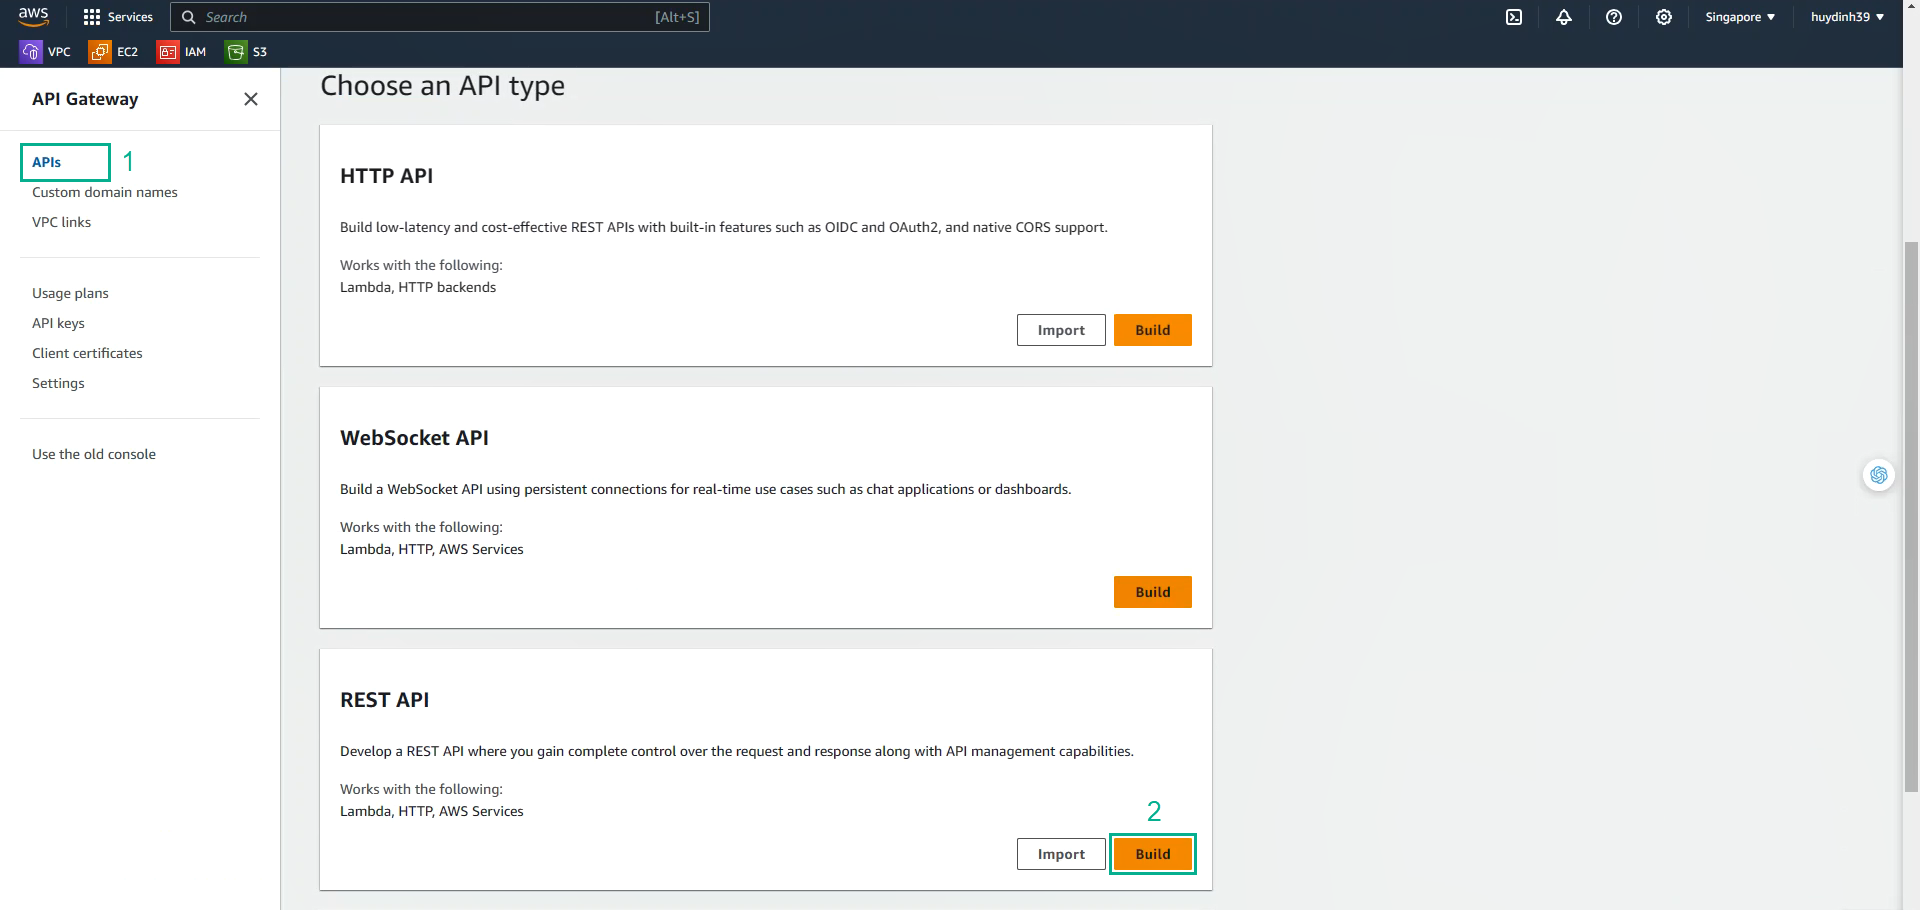 aws
Services
Search
[Alt+S]
Singapore
huydinh39
VPC
EC2
IAM
S3
API Gateway
APIs
1
Custom domain names
VPC links
Usage plans
API keys
Client certificates
Settings
Use the old console
Choose an API type
HTTP API
Build low-latency and cost-effective REST APIs with built-in features such as OIDC and OAuth2, and native CORS support.
Works with the following:
Lambda, HTTP backends
Import
Build
WebSocket API
Build a WebSocket API using persistent connections for real-time use cases such as chat applications or dashboards.
Works with the following:
Lambda, HTTP, AWS Services
Build
REST API
Develop a REST API where you gain complete control over the request and response along with API management capabilities.
Works with the following:
Lambda, HTTP, AWS Services
2
Import
Build